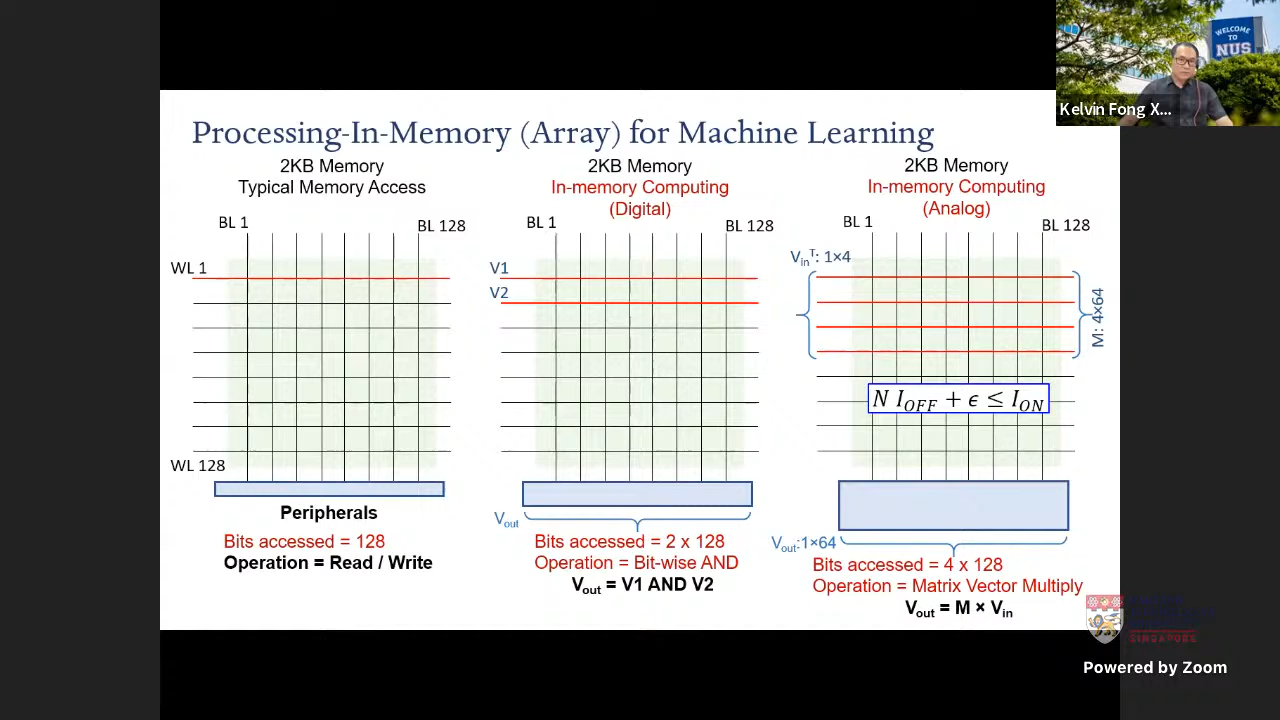 WELCOME
TO
NUS
Kelvin Fong X...
Processing-In-Memory (Array) for Machine Learning
2KB Memory
Typical Memory Access
BL 1
BL 128
WL 1
WL 128
Peripherals
Bits accessed = 128
Operation = Read / Write
2KB Memory
In-memory Computing
(Digital)
BL 1
BL 128
V1
V2
Vout
Bits accessed = 2 x 128
Operation = Bit-wise AND
Vout = V1 AND V2
2KB Memory
In-memory Computing
(Analog)
BL 1
BL 128
VinT: 1×4
M: 4×64
N IOFF + ϵ ≤ ION
Vout:1×64
Bits accessed = 4 x 128
Operation = Matrix Vector Multiply
Vout = M × Vin
SINGAPORE
Powered by Zoom